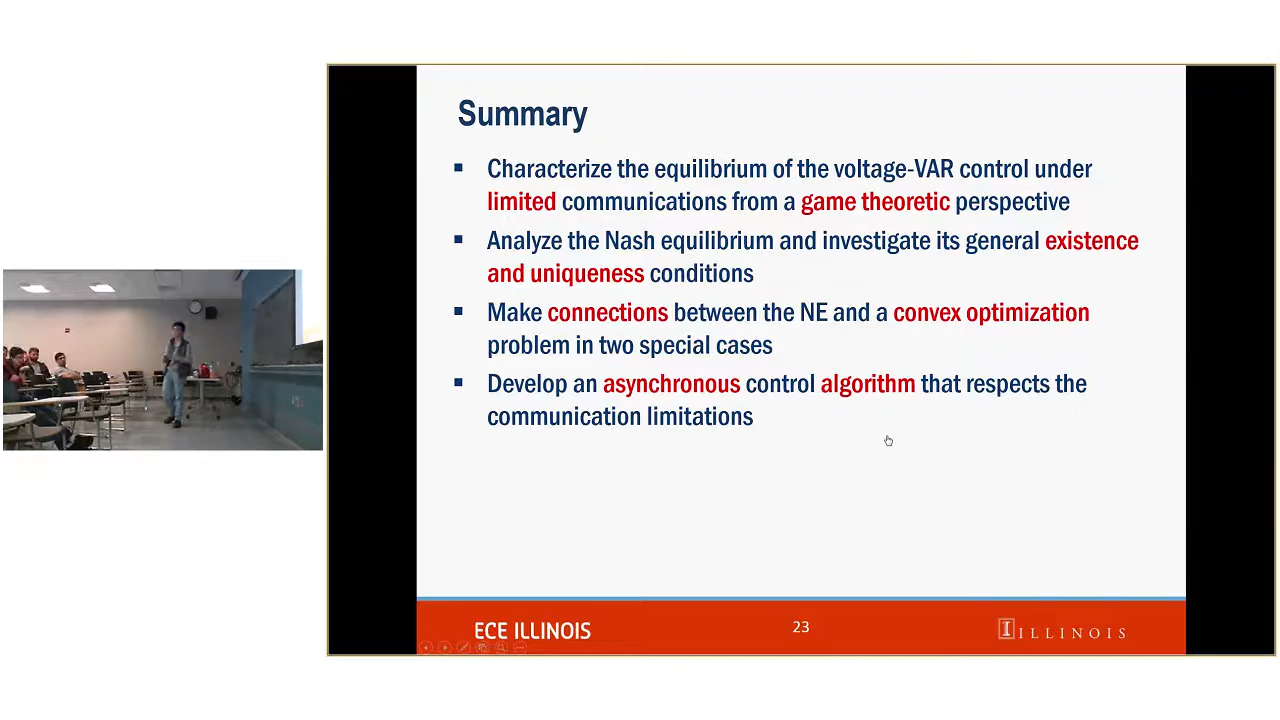 Summary
▪ Characterize the equilibrium of the voltage-VAR control under
limited communications from a game theoretic perspective
▪ Analyze the Nash equilibrium and investigate its general existence
and uniqueness conditions
▪ Make connections between the NE and a convex optimization
problem in two special cases
▪ Develop an asynchronous control algorithm that respects the
communication limitations
ECE ILLINOIS
23
ILLINOIS